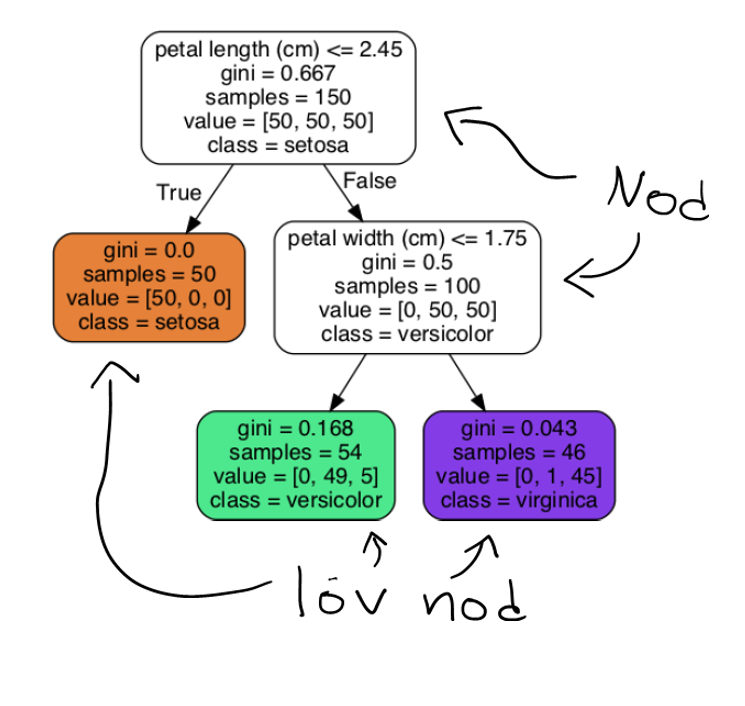 petal length (cm) <= 2.45
gini = 0.667
samples = 150
value = [50, 50, 50]
class = setosa
True
False
Nod
gini = 0.0
samples = 50
value = [50, 0, 0]
class = setosa
petal width (cm) <= 1.75
gini = 0.5
samples = 100
value = [0, 50, 50]
class = versicolor
gini = 0.168
samples = 54
value = [0, 49, 5]
class = versicolor
gini = 0.043
samples = 46
value = [0, 1, 45]
class = virginica
löv nod